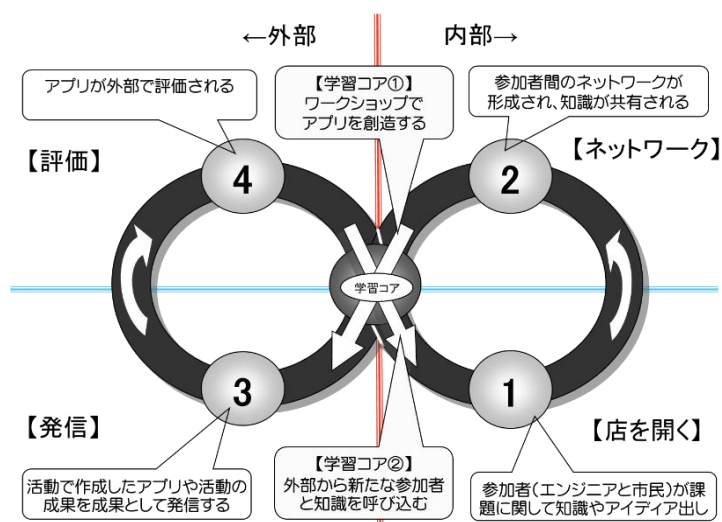 ←外部
内部→
アプリが外部で評価される
【学習コア①】
ワークショップで
アプリを創造する
参加者間のネットワークが
形成され、知識が共有される
【評価】
4
2
【ネットワーク】
学習コア
3
1
【発信】
【店を開く】
活動で作成したアプリや活動の
成果を成果として発信する
【学習コア②】
外部から新たな参加者
と知識を呼び込む
参加者(エンジニアと市民)が課
題に関して知識やアイディア出し